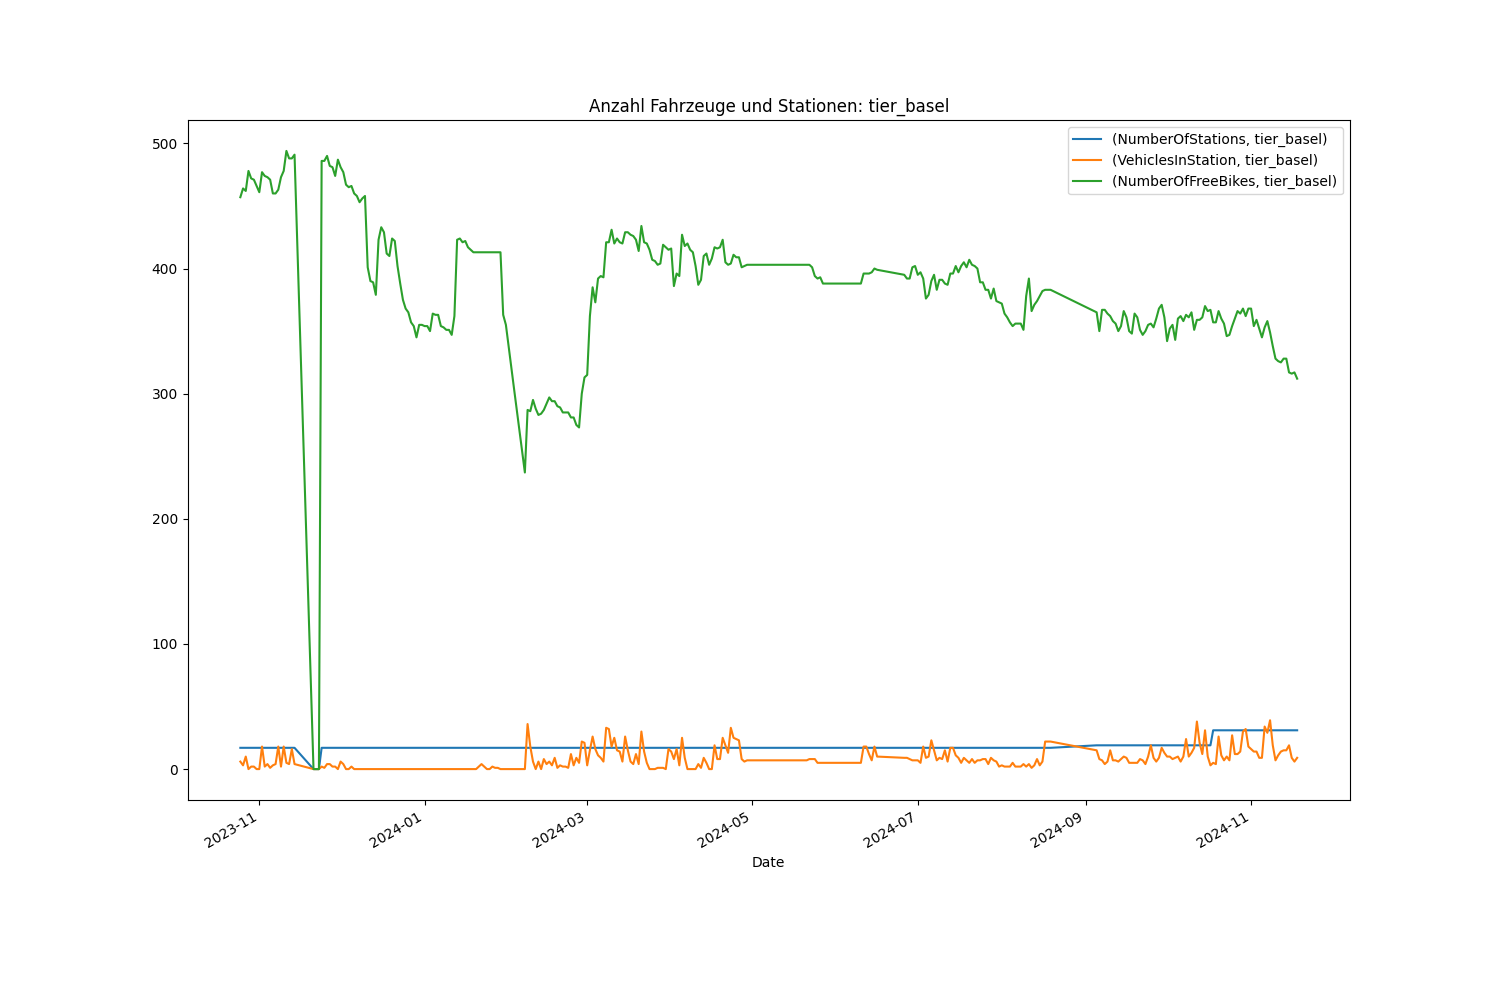 Anzahl Fahrzeuge und Stationen: tier_basel
(NumberOfStations, tier_basel)
(VehiclesInStation, tier_basel)
(NumberOfFreeBikes, tier_basel)
500
400
300
200
100
0
2023-11
2024-01
2024-03
2024-05
2024-07
2024-09
2024-11
Date